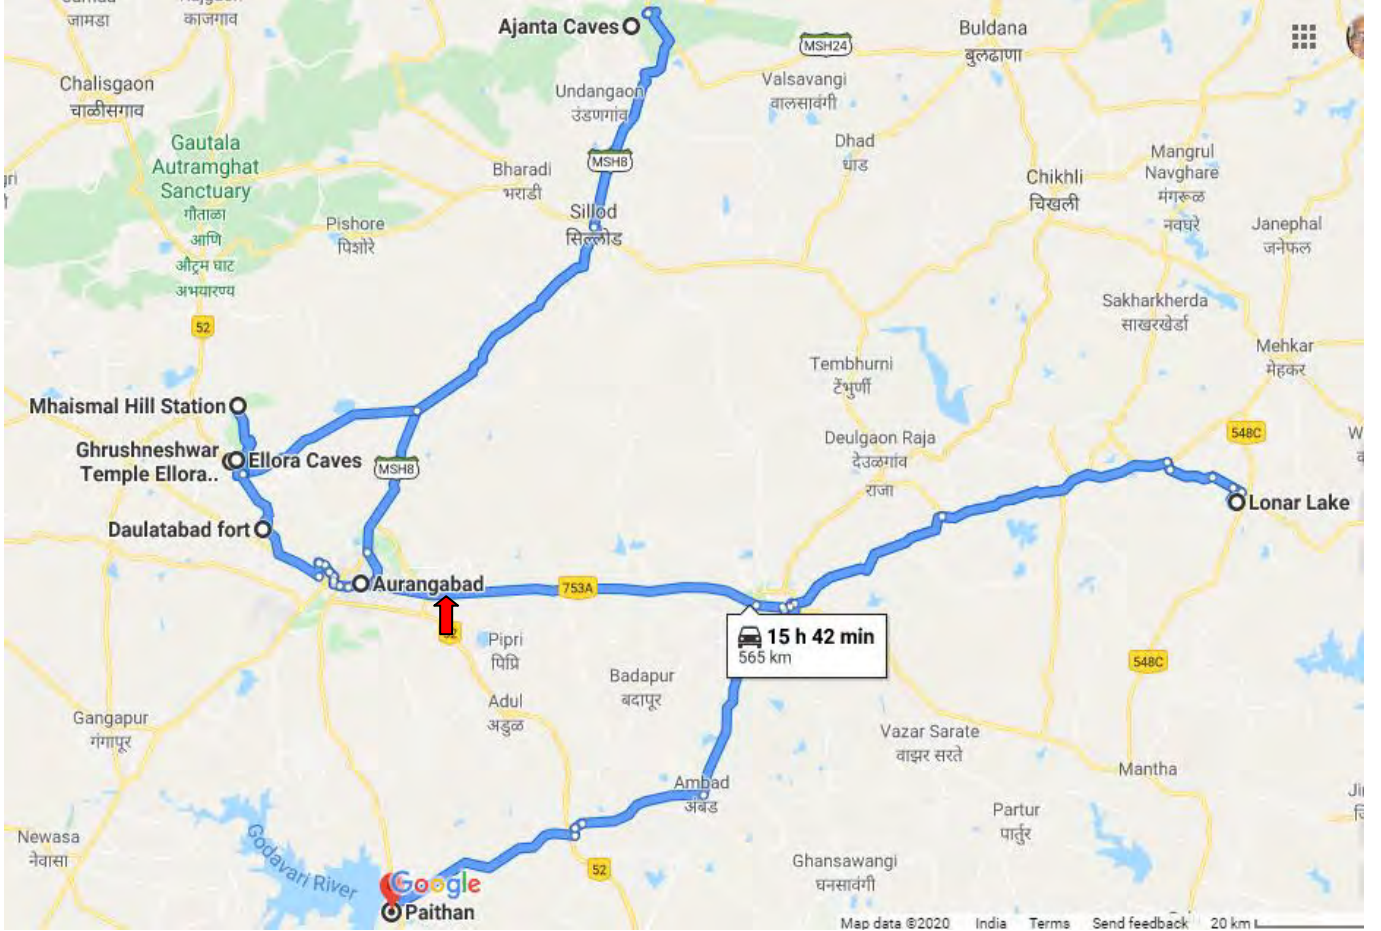 जामडा
काजगाव
Ajanta Caves
MSH24
Buldana
बुलढाणा
Chalisgaon
चाळीसगाव
Undangaon
उंडणगांव
Valsavangi
वालसावंगी
Gautala
Autramghat
Sanctuary
गौताळा
आणि
औट्रम घाट
अभयारण्य
MSH8
Bharadi
भराडी
Dhad
धाड
Mangrul
Navghare
मंगरूळ
नवघरे
Chikhli
चिखली
Pishore
पिशोरे
Sillod
सिल्लोड
Janephal
जनेफल
52
Sakharkherda
साखरखेर्डा
Mehkar
मेहकर
Tembhurni
टेंभुर्णी
Mhaismal Hill Station
Ghrushneshwar
Temple Ellora..
Ellora Caves
MSH8
Deulgaon Raja
देउळगांव
राजा
548C
Lonar Lake
Daulatabad fort
Aurangabad
753A
15 h 42 min
565 km
Pipri
पिप्रि
Badapur
बदापूर
548C
Adul
अडुळ
Gangapur
गंगापूर
Vazar Sarate
वाझर सरते
Mantha
Ambad
अंबड
Partur
पार्तुर
Newasa
नेवासा
Godavari River
52
Ghansawangi
घनसावंगी
Google
Paithan
Map data ©2020 India Terms Send feedback 20 km